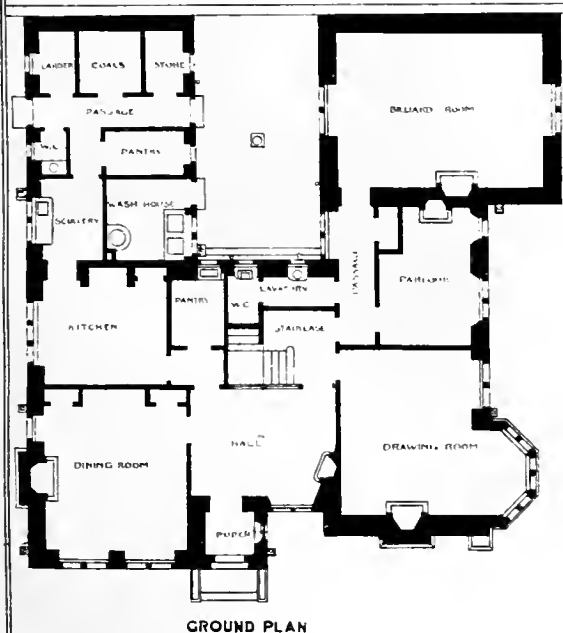 LARDER
COALS
STORE
PASSAGE
BILLIARD ROOM
W.C.
PANTRY
SCULLERY
WASH HOUSE
PASSAGE
PARLOUR
PANTRY
W.C.
LAVATORY
KITCHEN
STAIRCASE
HALL
DRAWING ROOM
DINING ROOM
PORCH
GROUND PLAN